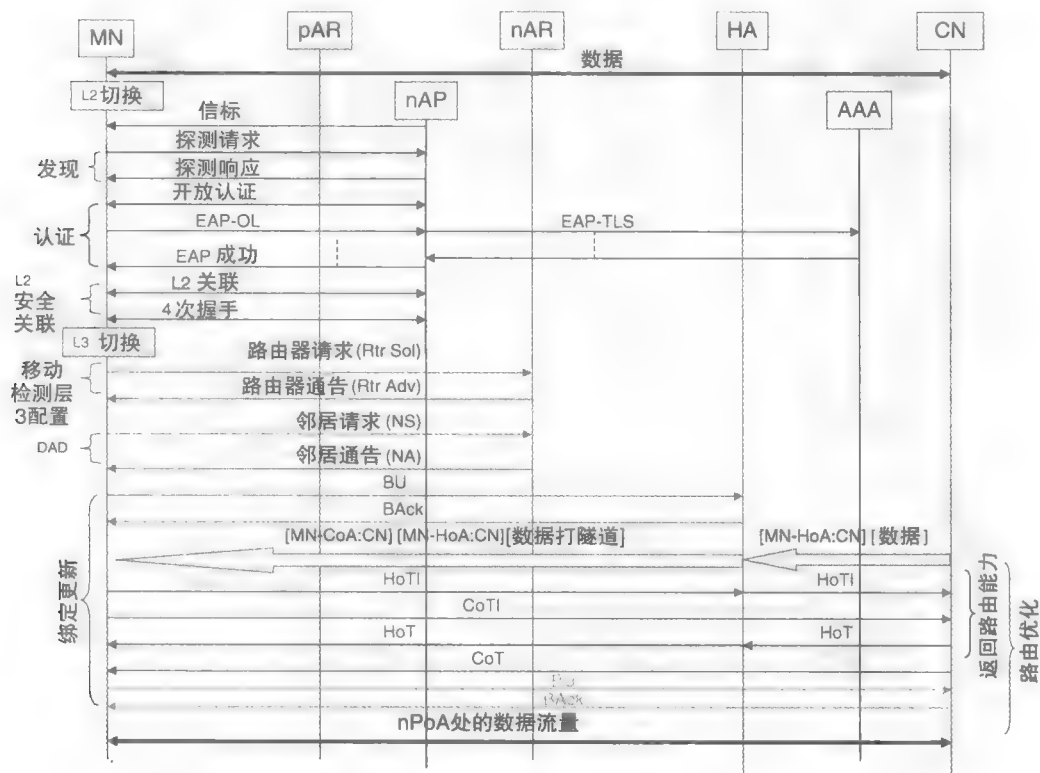 MN
pAR
nAR
HA
CN
数据
L2切换
nAP
AAA
信标
探测请求
发现
探测响应
开放认证
认证
EAP-OL
EAP-TLS
EAP 成功
L2
安全
关联
L2 关联
4次握手
L3 切换
路由器请求(Rtr Sol)
移动
检测层
3配置
路由器通告(Rtr Adv)
邻居请求(NS)
DAD
邻居通告(NA)
BU
BAck
[MN-CoA:CN] [MN-HoA:CN][数据打隧道]
[MN-HoA:CN] [数据]
绑定更新
HoTI
HoTI
CoTI
HoT
HoT
CoT
返回路由能力
路由优化
BU
BAck
nPoA处的数据流量